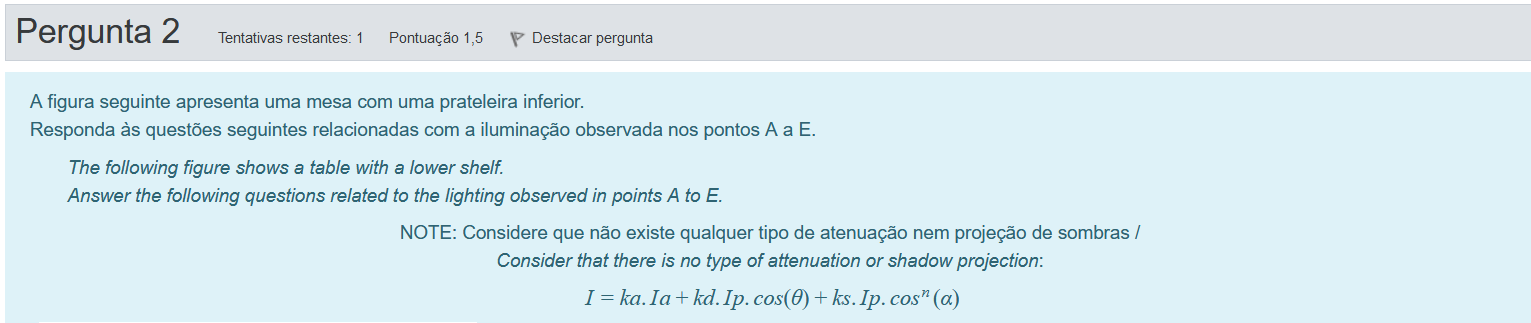 Pergunta 2 Tentativas restantes: 1 Pontuação 1,5 Destacar pergunta
A figura seguinte apresenta uma mesa com uma prateleira inferior.
Responda às questões seguintes relacionadas com a iluminação observada nos pontos A a E.
The following figure shows a table with a lower shelf.
Answer the following questions related to the lighting observed in points A to E.
NOTE: Considere que não existe qualquer tipo de atenuação nem projeção de sombras /
Consider that there is no type of attenuation or shadow projection:
I = ka. Ia + kd. Ip. cos(θ) + ks. Ip. cosⁿ(α)